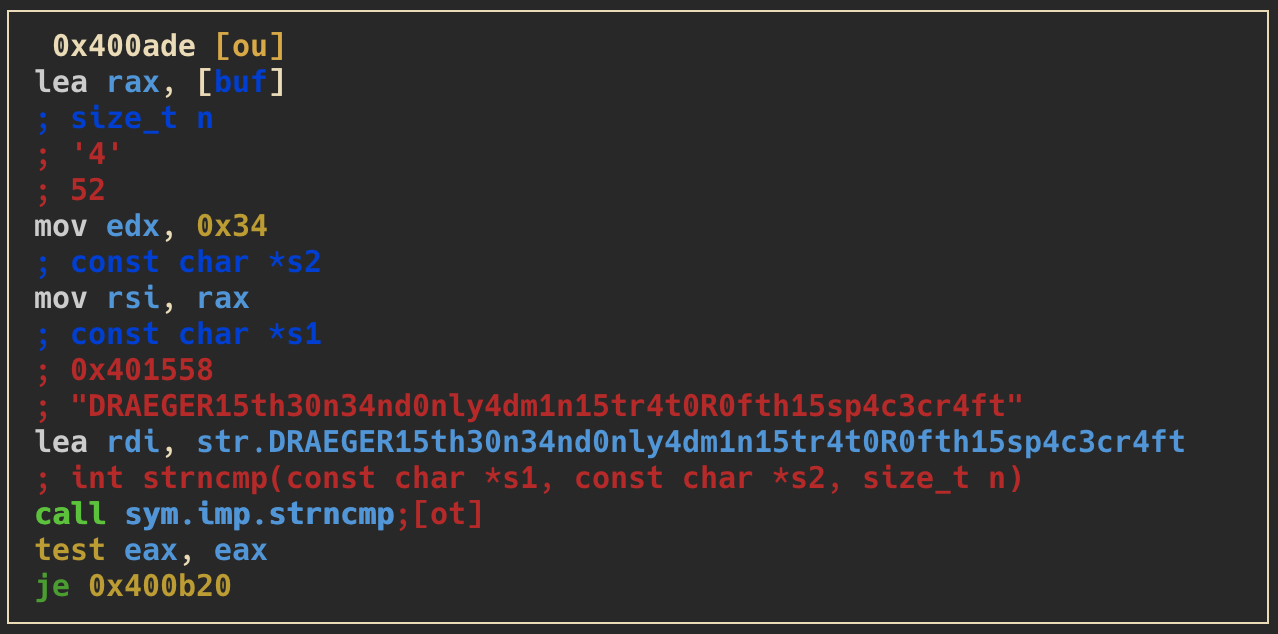 0x400ade [ou]
lea rax, [buf]
; size_t n
; '4'
; 52
mov edx, 0x34
; const char *s2
mov rsi, rax
; const char *s1
; 0x401558
; "DRAEGER15th30n34nd0nly4dm1n15tr4t0R0fth15sp4c3cr4ft"
lea rdi, str.DRAEGER15th30n34nd0nly4dm1n15tr4t0R0fth15sp4c3cr4ft
; int strncmp(const char *s1, const char *s2, size_t n)
call sym.imp.strncmp;[ot]
test eax, eax
je 0x400b20